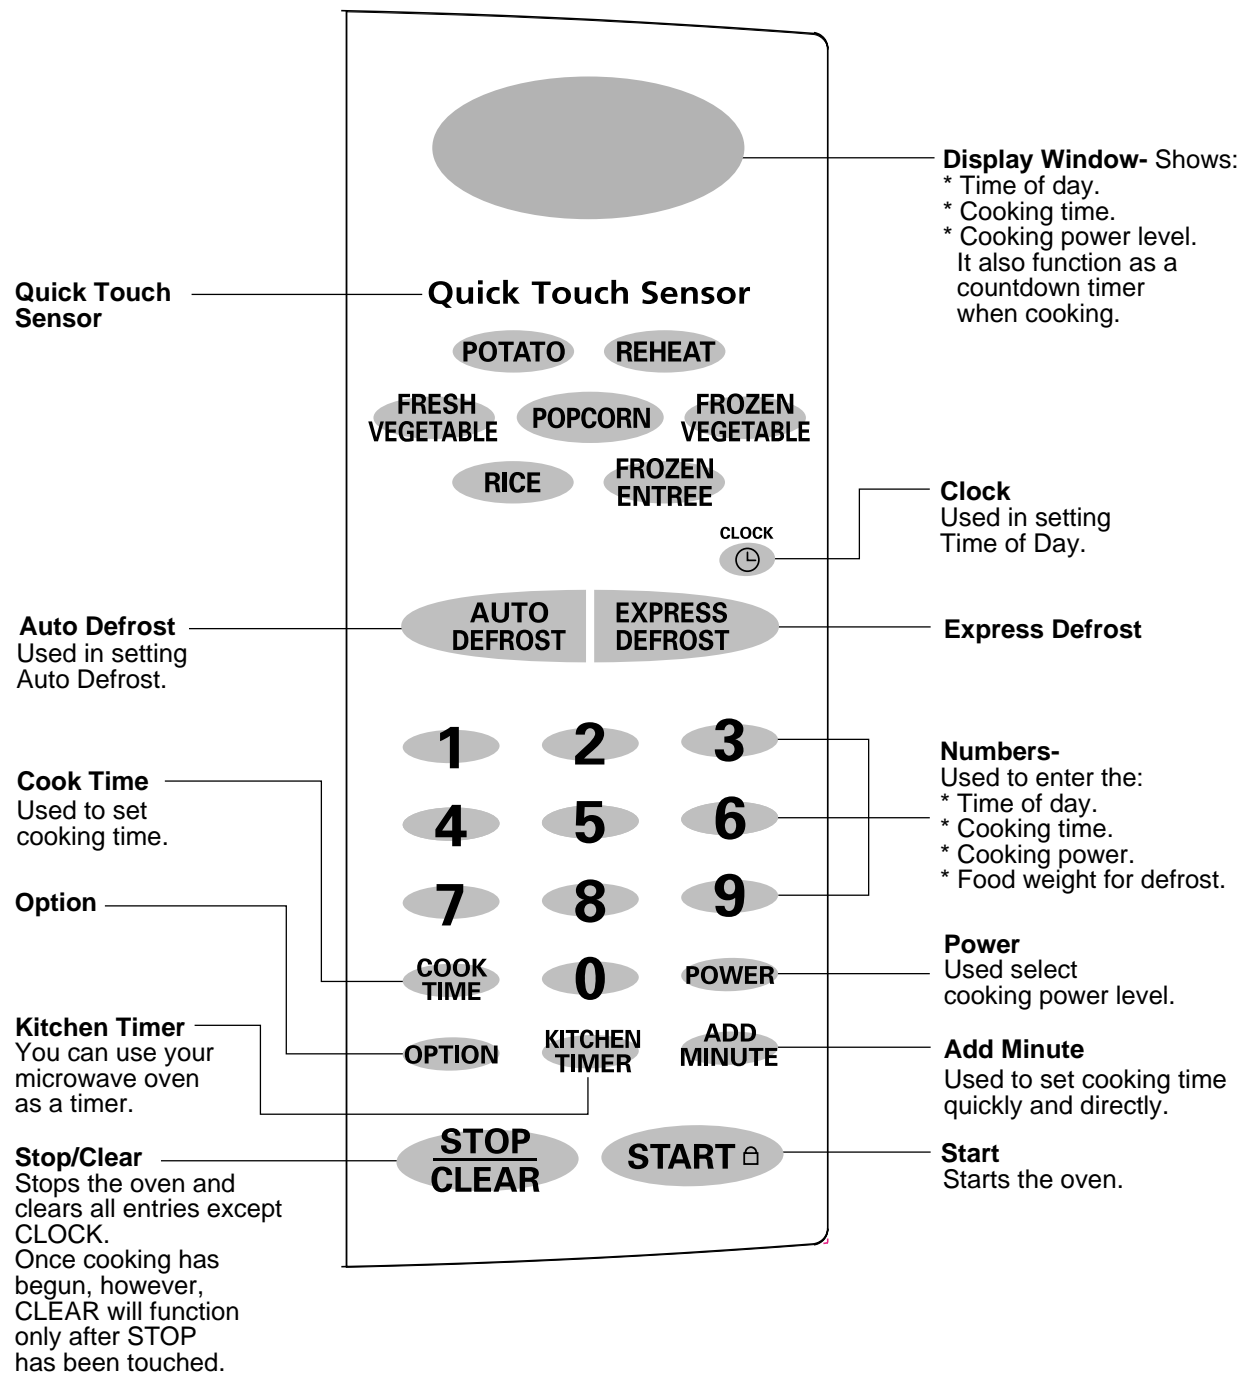 Display Window- Shows:
* Time of day.
* Cooking time.
* Cooking power level.
It also function as a
countdown timer
when cooking.
Quick Touch
Sensor
Quick Touch Sensor
POTATO
REHEAT
FRESH
VEGETABLE
POPCORN
FROZEN
VEGETABLE
RICE
FROZEN
ENTREE
CLOCK
Clock
Used in setting
Time of Day.
Auto Defrost
Used in setting
Auto Defrost.
AUTO
DEFROST
EXPRESS
DEFROST
Express Defrost
1 2 3
4 5 6
7 8 9
Numbers-
Used to enter the:
* Time of day.
* Cooking time.
* Cooking power.
* Food weight for defrost.
Cook Time
Used to set
cooking time.
Option
COOK
TIME
0
POWER
Power
Used select
cooking power level.
Kitchen Timer
You can use your
microwave oven
as a timer.
OPTION
KITCHEN
TIMER
ADD
MINUTE
Add Minute
Used to set cooking time
quickly and directly.
Stop/Clear
Stops the oven and
clears all entries except
CLOCK.
Once cooking has
begun, however,
CLEAR will function
only after STOP
has been touched.
STOP
CLEAR
START
Start
Starts the oven.